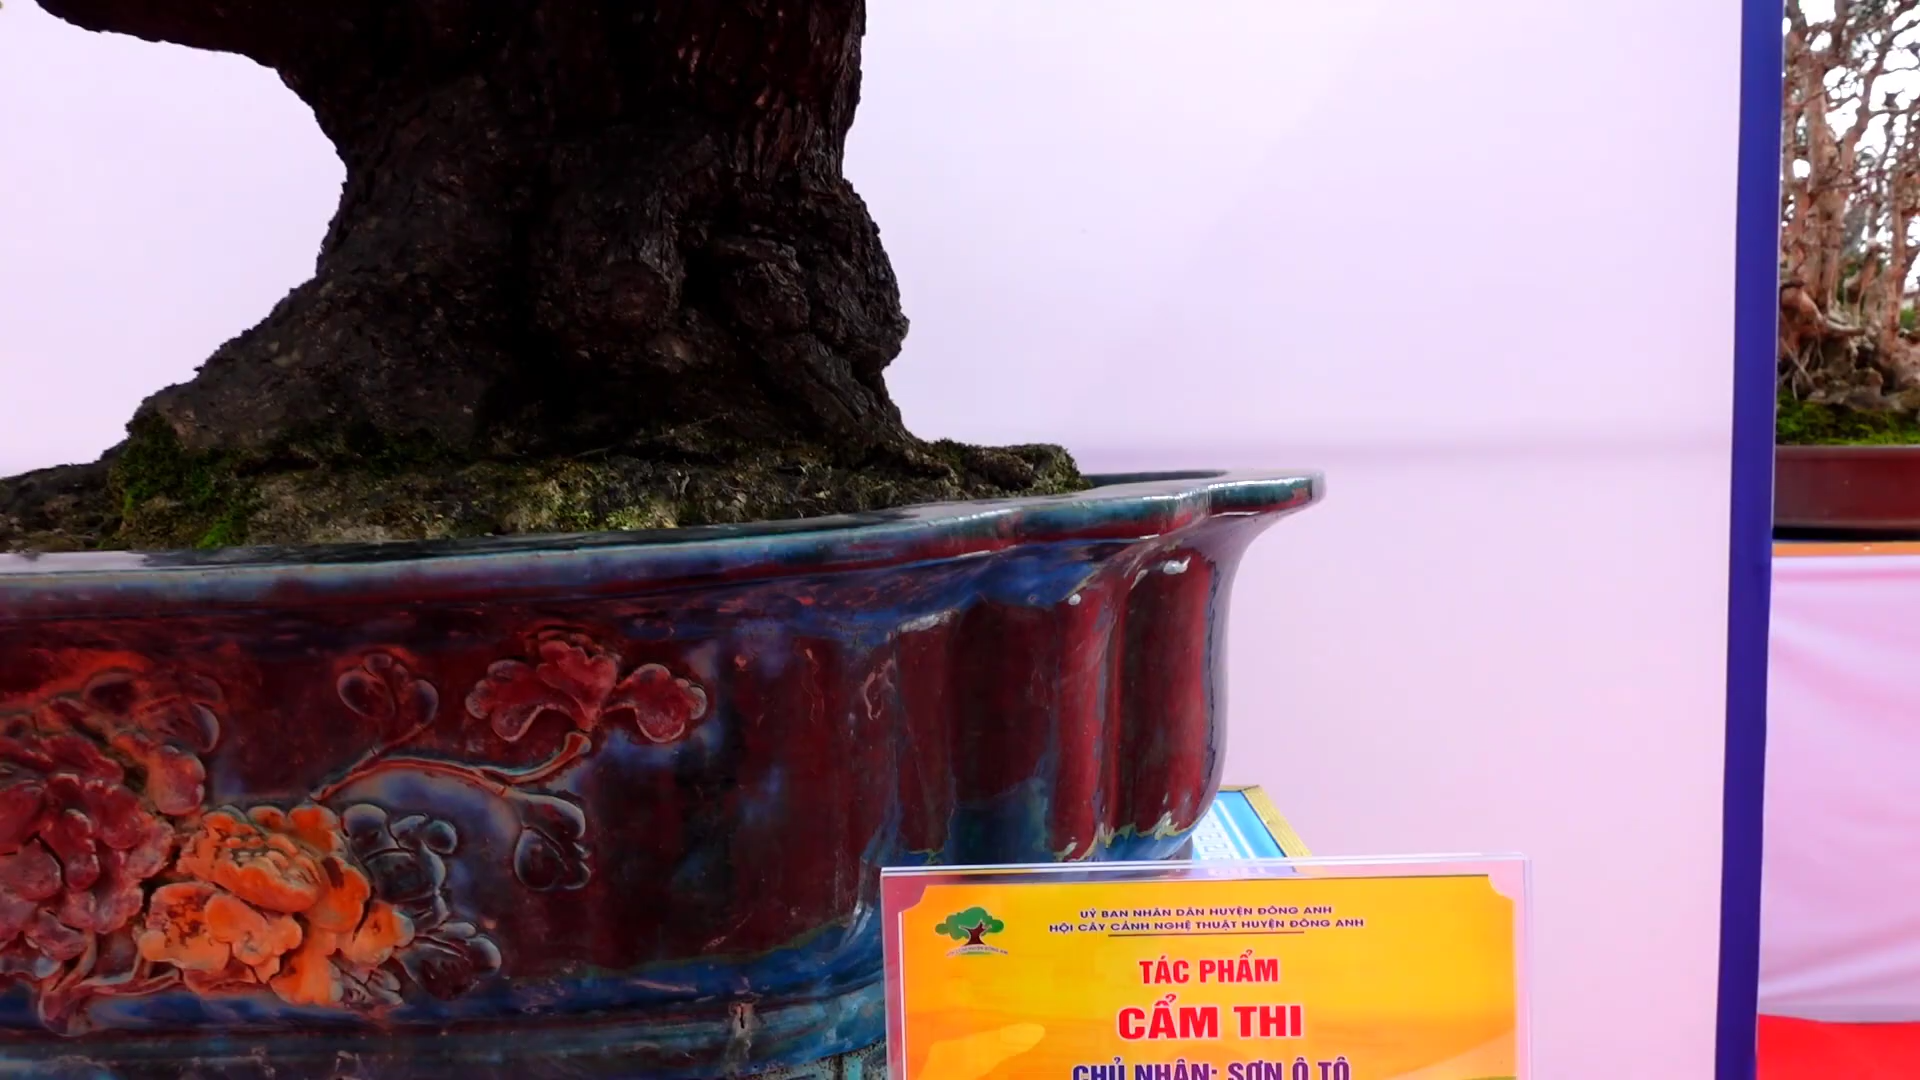 UỶ BAN NHÂN DÂN HUYỆN ĐÔNG ANH
HỘI CÂY CẢNH NGHỆ THUẬT HUYỆN ĐÔNG ANH
TÁC PHẨM
CẨM THI
CHỦ NHÂN: SƠN Ô TÔ